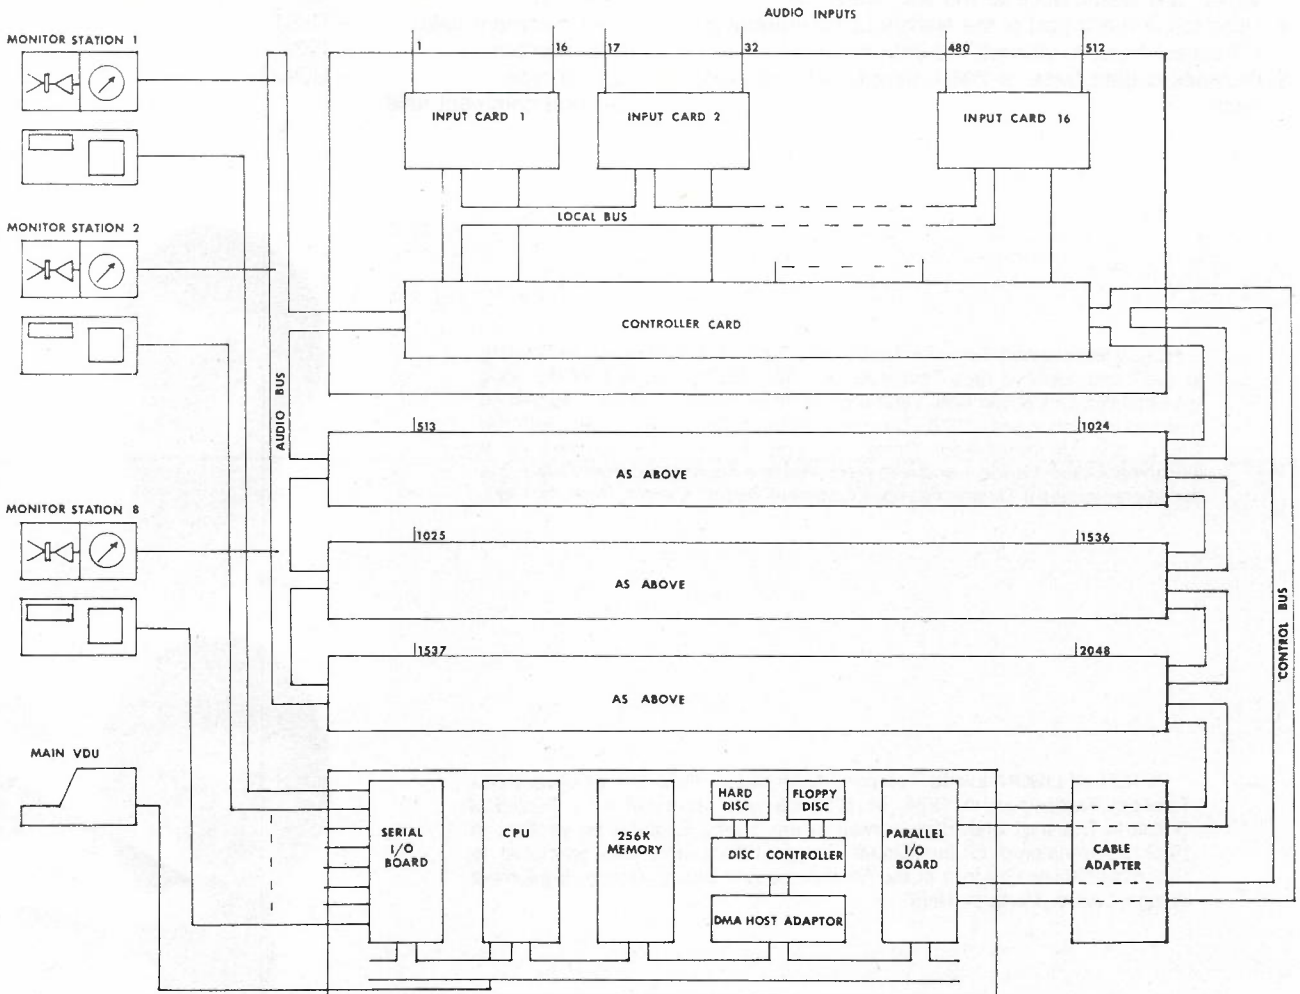 AUDIO INPUTS
MONITOR STATION 1
1
16
17
32
480
512
INPUT CARD 1
INPUT CARD 2
INPUT CARD 16
LOCAL BUS
MONITOR STATION 2
CONTROLLER CARD
AUDIO BUS
513
1024
AS ABOVE
MONITOR STATION 8
1025
1536
AS ABOVE
CONTROL BUS
1537
2048
AS ABOVE
MAIN VDU
SERIAL
I/O
BOARD
CPU
256K
MEMORY
HARD
DISC
FLOPPY
DISC
DISC CONTROLLER
DMA HOST ADAPTOR
PARALLEL
I/O
BOARD
CABLE
ADAPTER